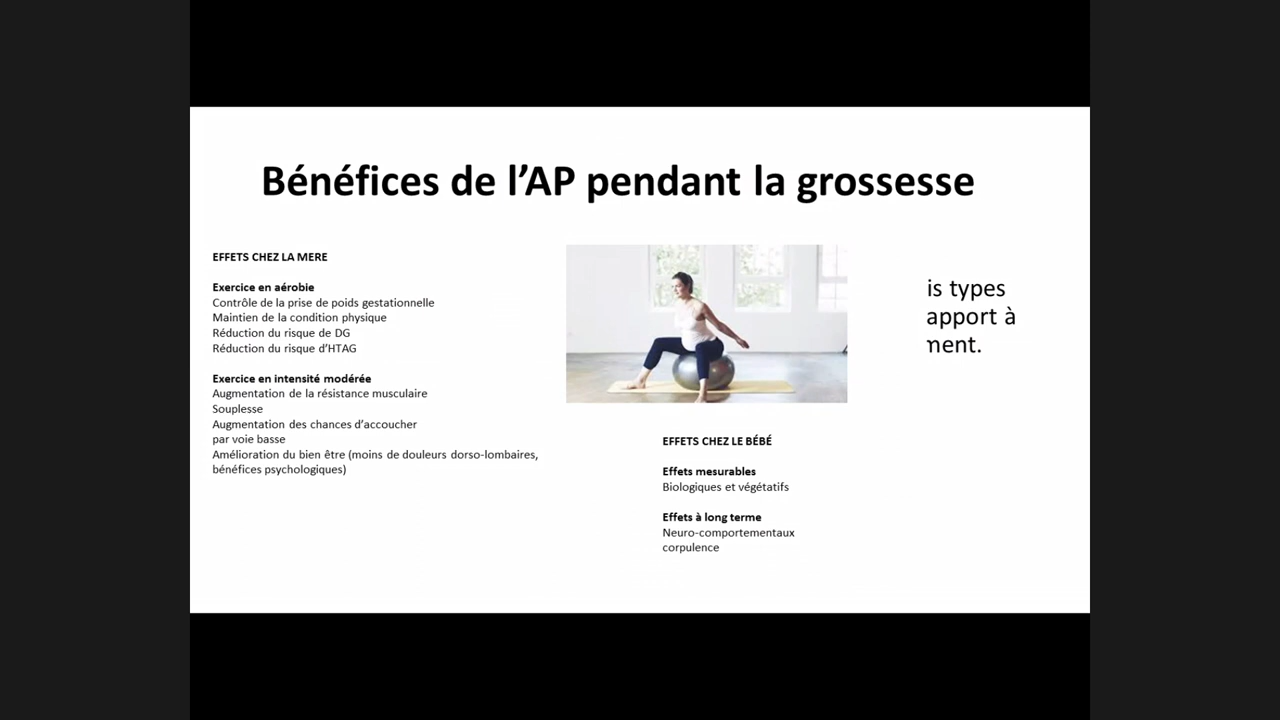 Bénéfices de l’AP pendant la grossesse
EFFETS CHEZ LA MERE
Exercice en aérobie
Contrôle de la prise de poids gestationnelle
Maintien de la condition physique
Réduction du risque de DG
Réduction du risque d’HTAG
Exercice en intensité modérée
Augmentation de la résistance musculaire
Souplesse
Augmentation des chances d’accoucher
par voie basse
Amélioration du bien être (moins de douleurs dorso-lombaires,
bénéfices psychologiques)
EFFETS CHEZ LE BÉBÉ
Effets mesurables
Biologiques et végétatifs
Effets à long terme
Neuro-comportementaux
corpulence
is types
apport à
ment.